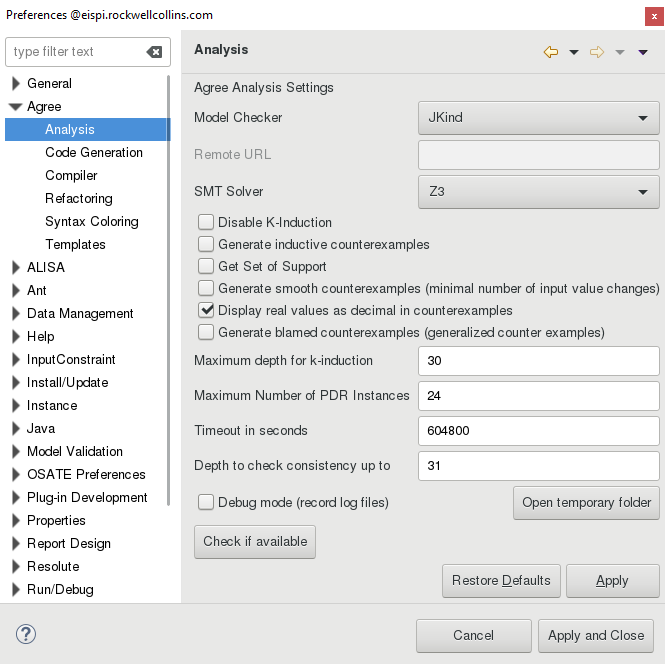 Preferences @eispi.rockwellcollins.com
x
type filter text
General
Agree
Analysis
Code Generation
Compiler
Refactoring
Syntax Coloring
Templates
ALISA
Ant
Data Management
Help
InputConstraint
Install/Update
Instance
Java
Model Validation
OSATE Preferences
Plug-in Development
Properties
Report Design
Resolute
Run/Debug
Analysis
Agree Analysis Settings
Model Checker JKind
Remote URL
SMT Solver Z3
Disable K-Induction
Generate inductive counterexamples
Get Set of Support
Generate smooth counterexamples (minimal number of input value changes)
Display real values as decimal in counterexamples
Generate blamed counterexamples (generalized counter examples)
Maximum depth for k-induction 30
Maximum Number of PDR Instances 24
Timeout in seconds 604800
Depth to check consistency up to 31
Debug mode (record log files) Open temporary folder
Check if available
Restore Defaults Apply
? Cancel Apply and Close